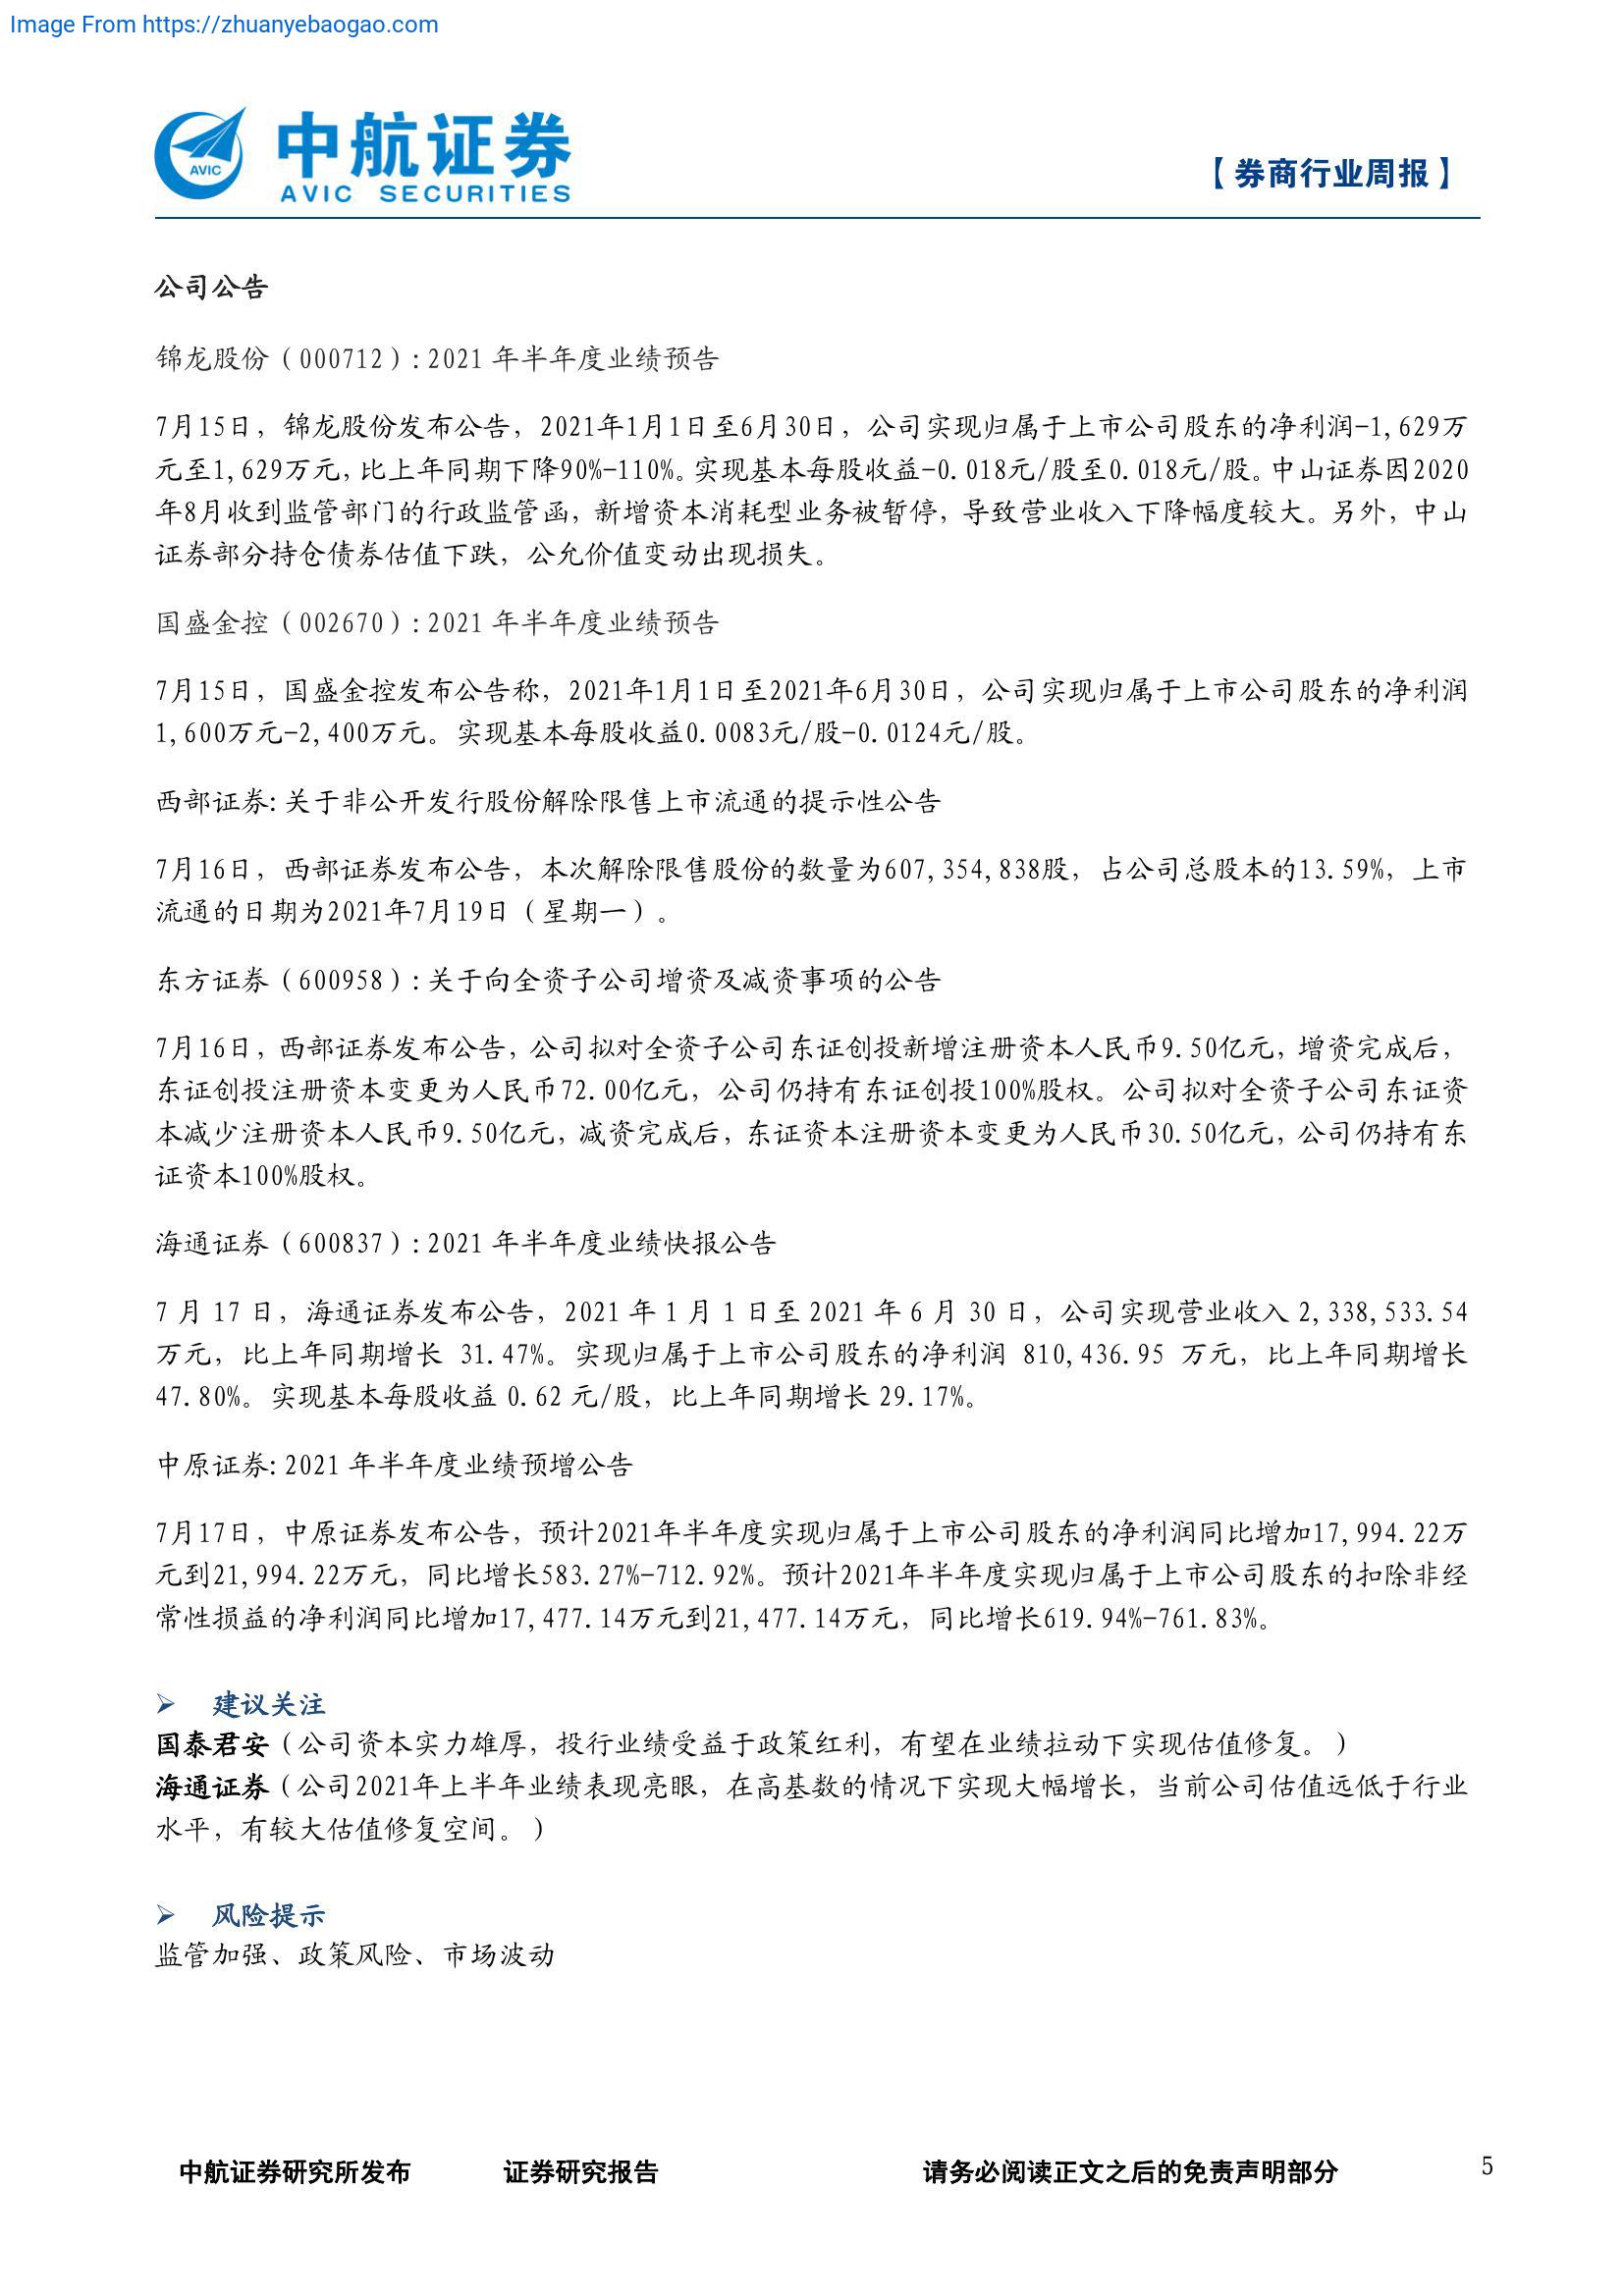 Image From https://zhuanyebaogao.com
AVIC
中航证券
AVIC SECURITIES
【券商行业周报】
公司公告
锦龙股份（000712）:2021 年半年度业绩预告
7月15日，锦龙股份发布公告，2021年1月1日至6月30日，公司实现归属于上市公司股东的净利润-1,629万
元至1,629万元,比上年同期下降90%-110%。实现基本每股收益-0.018元/股至0.018元/股。中山证券因2020
年8月收到监管部门的行政监管函，新增资本消耗型业务被暂停，导致营业收入下降幅度较大。另外，中山
证券部分持仓债券估值下跌，公允价值变动出现损失。
国盛金控（002670）:2021 年半年度业绩预告
7月15日，国盛金控发布公告称，2021年1月1日至2021年6月30日，公司实现归属于上市公司股东的净利润
1,600万元-2,400万元。实现基本每股收益0.0083元/股-0.0124元/股。
西部证券:关于非公开发行股份解除限售上市流通的提示性公告
7月16日，西部证券发布公告，本次解除限售股份的数量为607,354,838股，占公司总股本的13.59%，上市
流通的日期为2021年7月19日（星期一）。
东方证券（600958）:关于向全资子公司增资及减资事项的公告
7月16日，西部证券发布公告，公司拟对全资子公司东证创投新增注册资本人民币9.50亿元，增资完成后，
东证创投注册资本变更为人民币72.00亿元，公司仍持有东证创投100%股权。公司拟对全资子公司东证资
本减少注册资本人民币9.50亿元，减资完成后，东证资本注册资本变更为人民币30.50亿元，公司仍持有东
证资本100%股权。
海通证券（600837）:2021 年半年度业绩快报公告
7 月 17 日，海通证券发布公告，2021 年 1 月 1 日至 2021 年 6 月 30 日，公司实现营业收入 2,338,533.54
万元，比上年同期增长 31.47%。实现归属于上市公司股东的净利润 810,436.95 万元，比上年同期增长
47.80%。实现基本每股收益 0.62 元/股，比上年同期增长 29.17%。
中原证券:2021 年半年度业绩预增公告
7月17日，中原证券发布公告，预计2021年半年度实现归属于上市公司股东的净利润同比增加17,994.22万
元到21,994.22万元，同比增长583.27%-712.92%。预计2021年半年度实现归属于上市公司股东的扣除非经
常性损益的净利润同比增加17,477.14万元到21,477.14万元，同比增长619.94%-761.83%。
➢ 建议关注
国泰君安（公司资本实力雄厚，投行业绩受益于政策红利，有望在业绩拉动下实现估值修复。）
海通证券（公司2021年上半年业绩表现亮眼，在高基数的情况下实现大幅增长，当前公司估值远低于行业
水平，有较大估值修复空间。）
➢ 风险提示
监管加强、政策风险、市场波动
中航证券研究所发布 证券研究报告 请务必阅读正文之后的免责声明部分 5